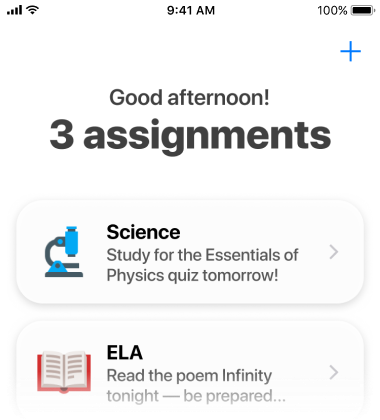 9:41 AM
100%
Good afternoon!
3 assignments
Science
Study for the Essentials of
Physics quiz tomorrow!
ELA
Read the poem Infinity
tonight — be prepared...